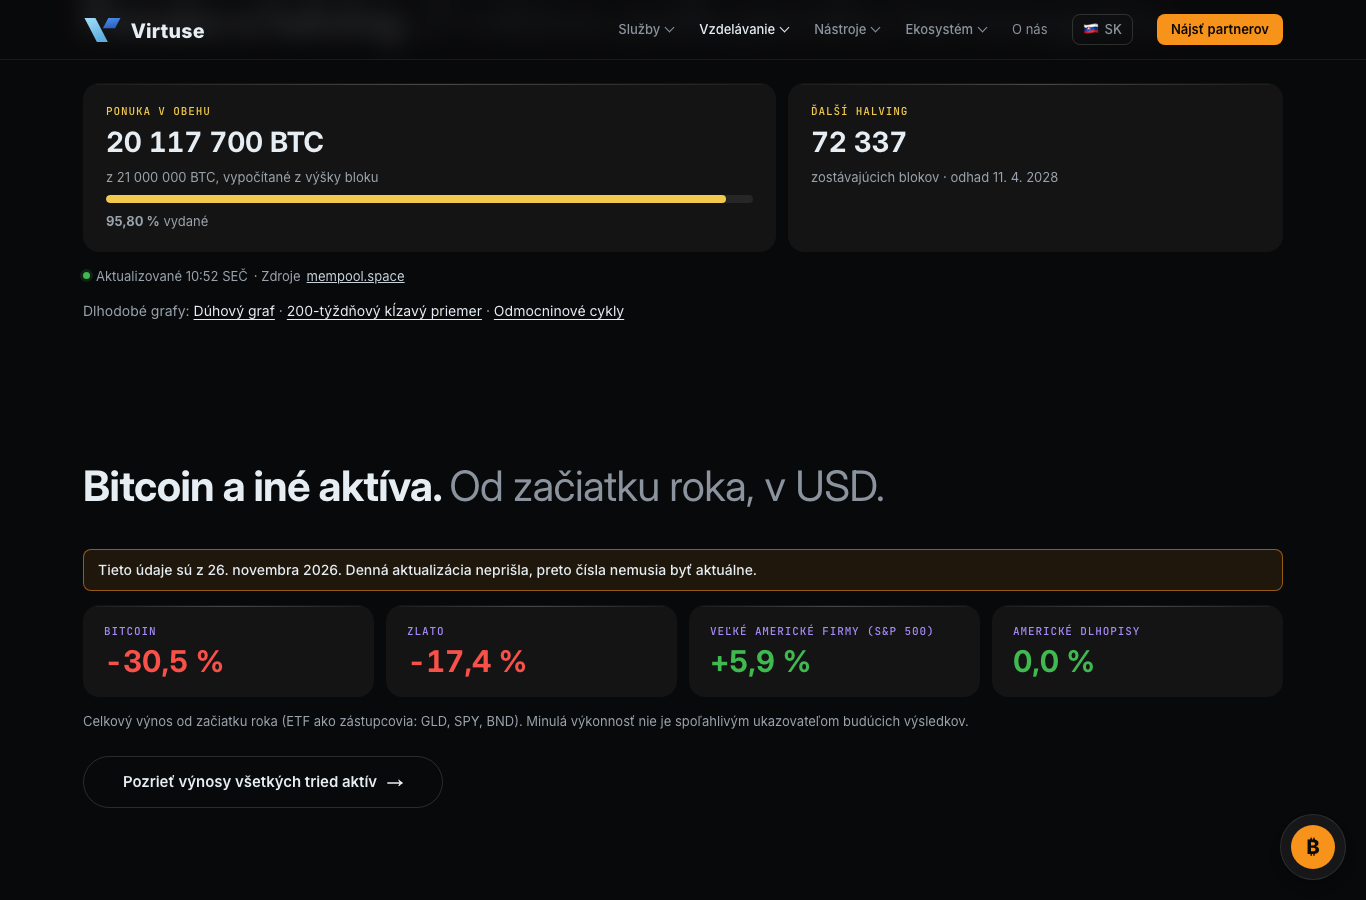 Virtuse
Služby
Vzdelávanie
Nástroje
Ekosystém
O nás
SK
Nájsť partnerov
PONUKA V OBEHU
20 117 700 BTC
z 21 000 000 BTC, vypočítané z výšky bloku
95,80 % vydané
ĎALŠÍ HALVING
72 337
zostávajúcich blokov · odhad 11. 4. 2028
Aktualizované 10:52 SEČ · Zdroje mempool.space
Dlhodobé grafy: Dúhový graf · 200-týždňový kĺzavý priemer · Odmocninové cykly
Bitcoin a iné aktíva. Od začiatku roka, v USD.
Tieto údaje sú z 26. novembra 2026. Denná aktualizácia neprišla, preto čísla nemusia byť aktuálne.
BITCOIN
-30,5 %
ZLATO
-17,4 %
VEĽKÉ AMERICKÉ FIRMY (S&P 500)
+5,9 %
AMERICKÉ DLHOPISY
0,0 %
Celkový výnos od začiatku roka (ETF ako zástupcovia: GLD, SPY, BND). Minulá výkonnosť nie je spoľahlivým ukazovateľom budúcich výsledkov.
Pozrieť výnosy všetkých tried aktív →